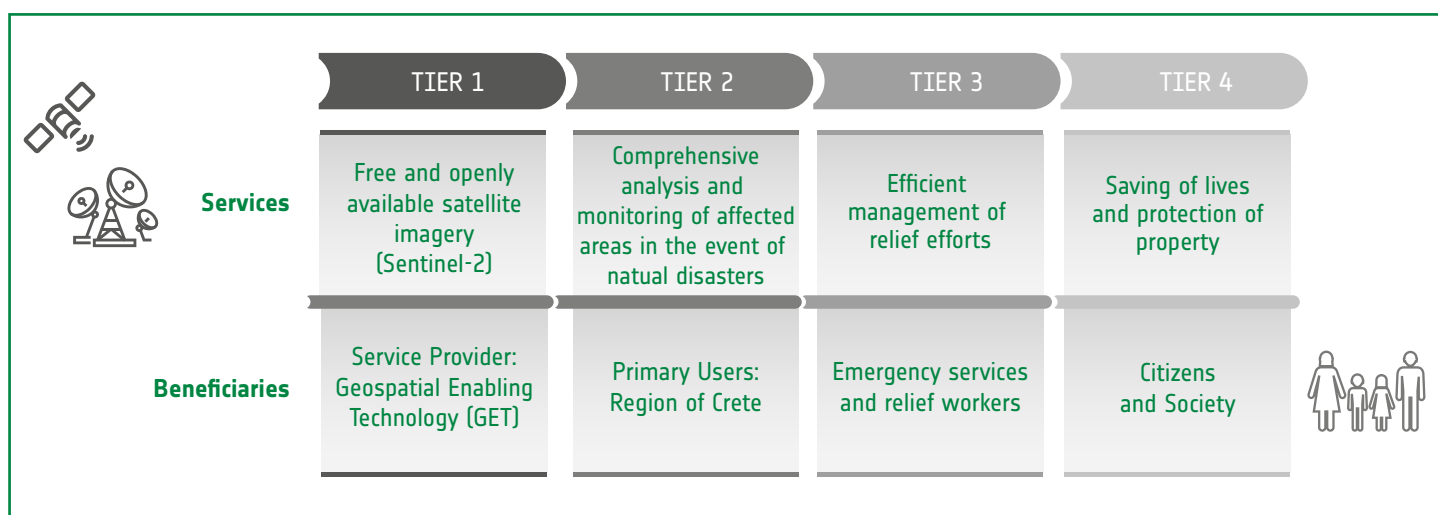 TIER 1
TIER 2
TIER 3
TIER 4
Services
Free and openly
available satellite
imagery
(Sentinel-2)
Comprehensive
analysis and
monitoring of affected
areas in the event of
natual disasters
Efficient
management of
relief efforts
Saving of lives
and protection of
property
Beneficiaries
Service Provider:
Geospatial Enabling
Technology (GET)
Primary Users:
Region of Crete
Emergency services
and relief workers
Citizens
and Society